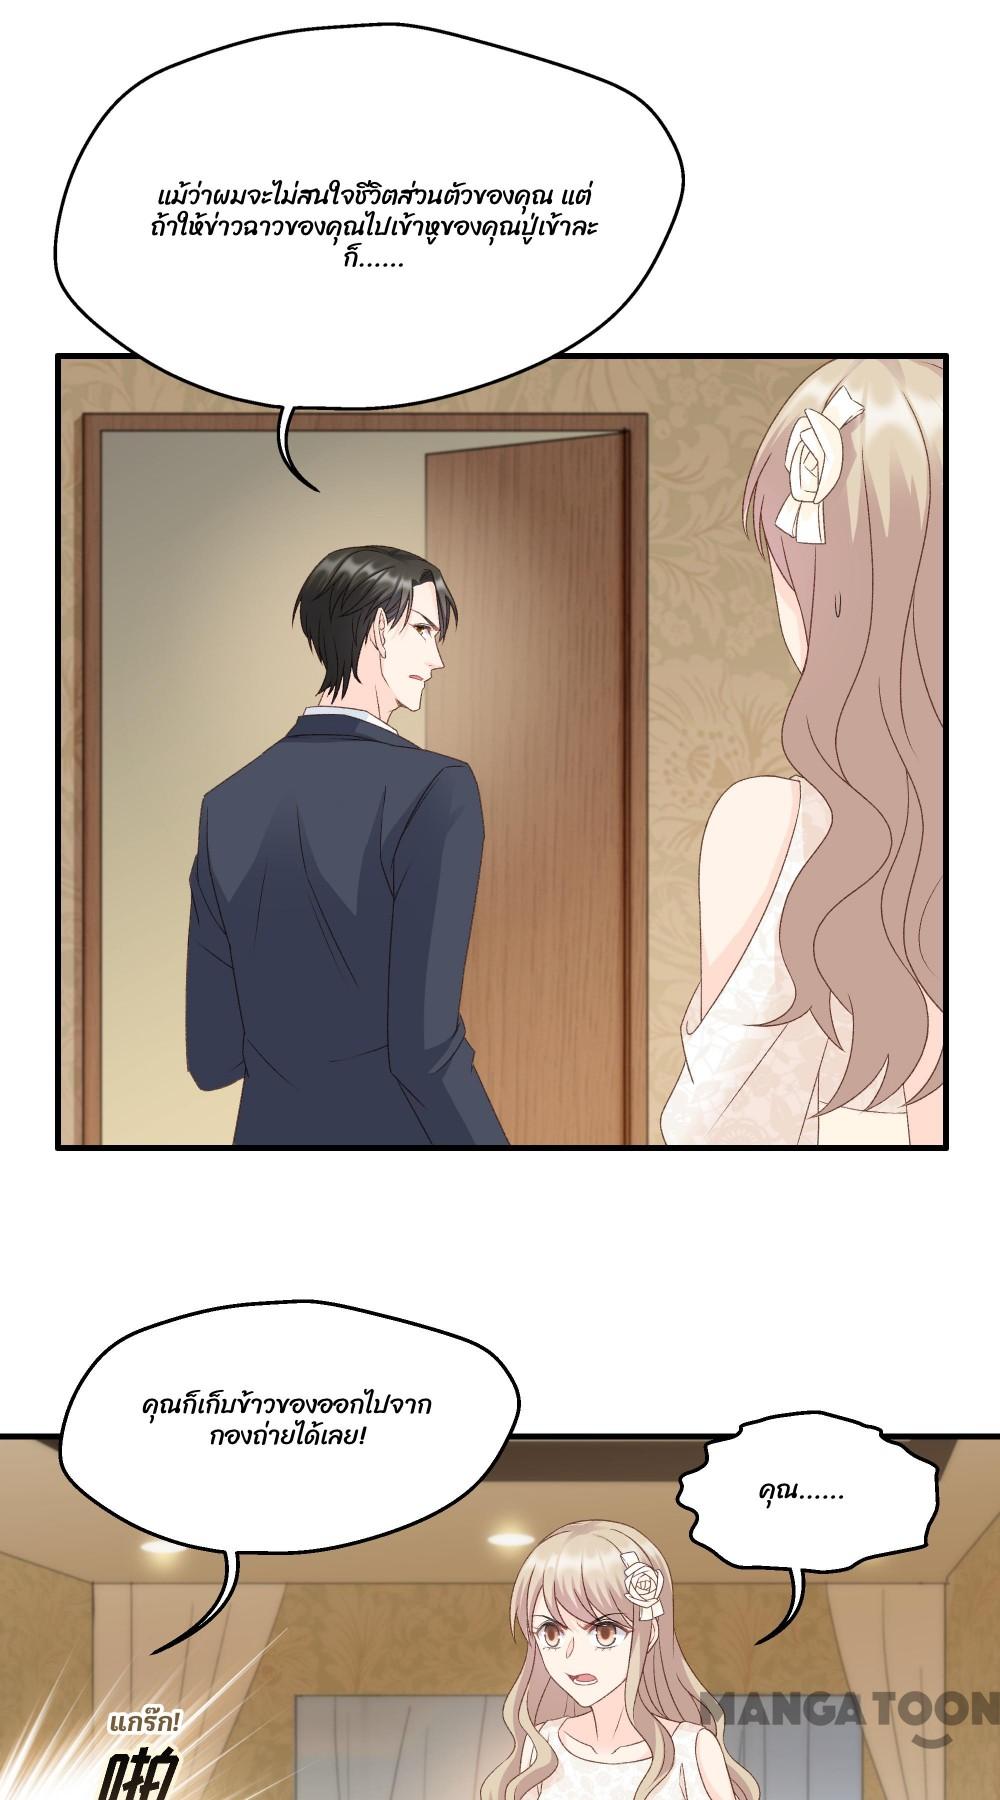 แม้ว่าผมจะไม่สนใจชีวิตส่วนตัวของคุณ แต่
ถ้าให้ข่าวฉาวของคุณไปเข้าหูของคุณปู่เข้าละ
ก็......
คุณก็เก็บข้าวของออกไปจาก
กองถ่ายได้เลย!
คุณ......
แกร๊ก!
啪
MANGA TOON